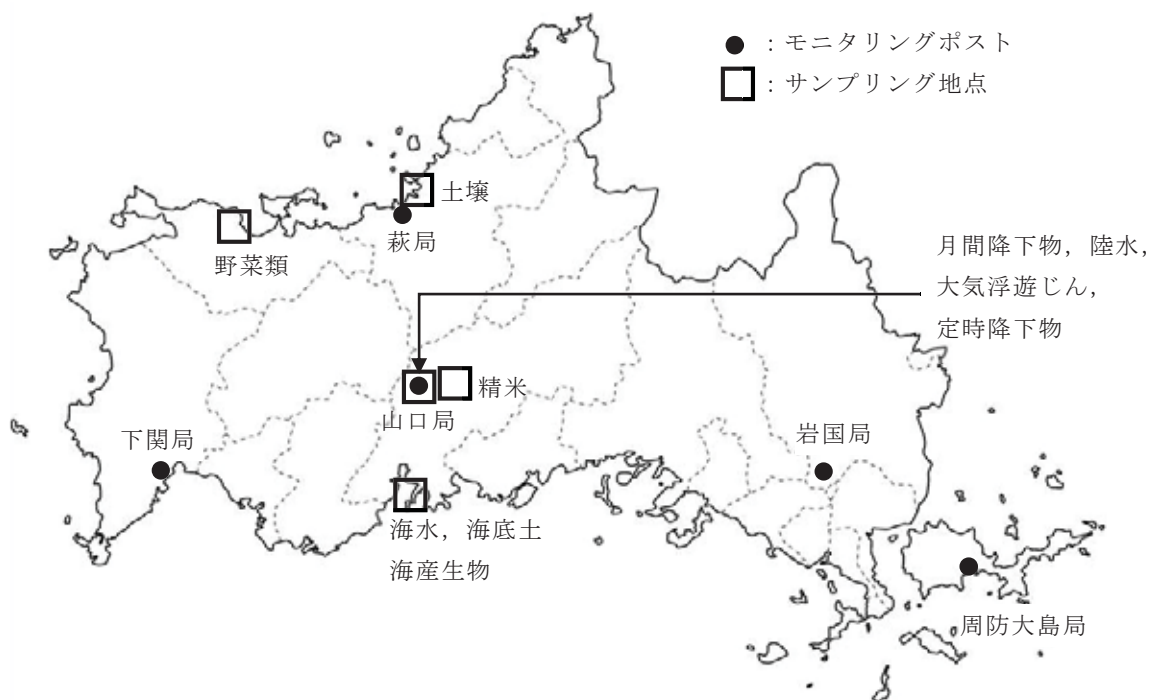 ●：モニタリングポスト
□：サンプリング地点
土壌
萩局
野菜類
月間降下物，陸水，
大気浮遊じん，
定時降下物
精米
山口局
下関局
岩国局
海水，海底土
海産生物
周防大島局